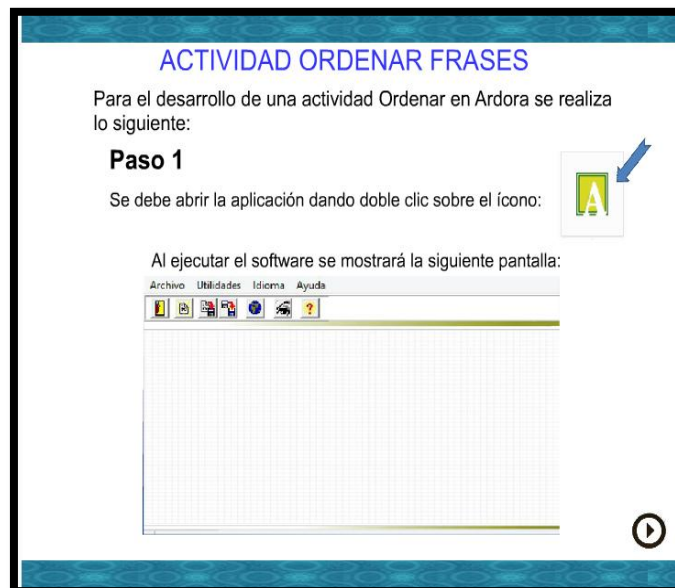 ACTIVIDAD ORDENAR FRASES
Para el desarrollo de una actividad Ordenar en Ardora se realiza
lo siguiente:
Paso 1
Se debe abrir la aplicación dando doble clic sobre el ícono:
A
Al ejecutar el software se mostrará la siguiente pantalla:
Archivo Utilidades Idioma Ayuda
?